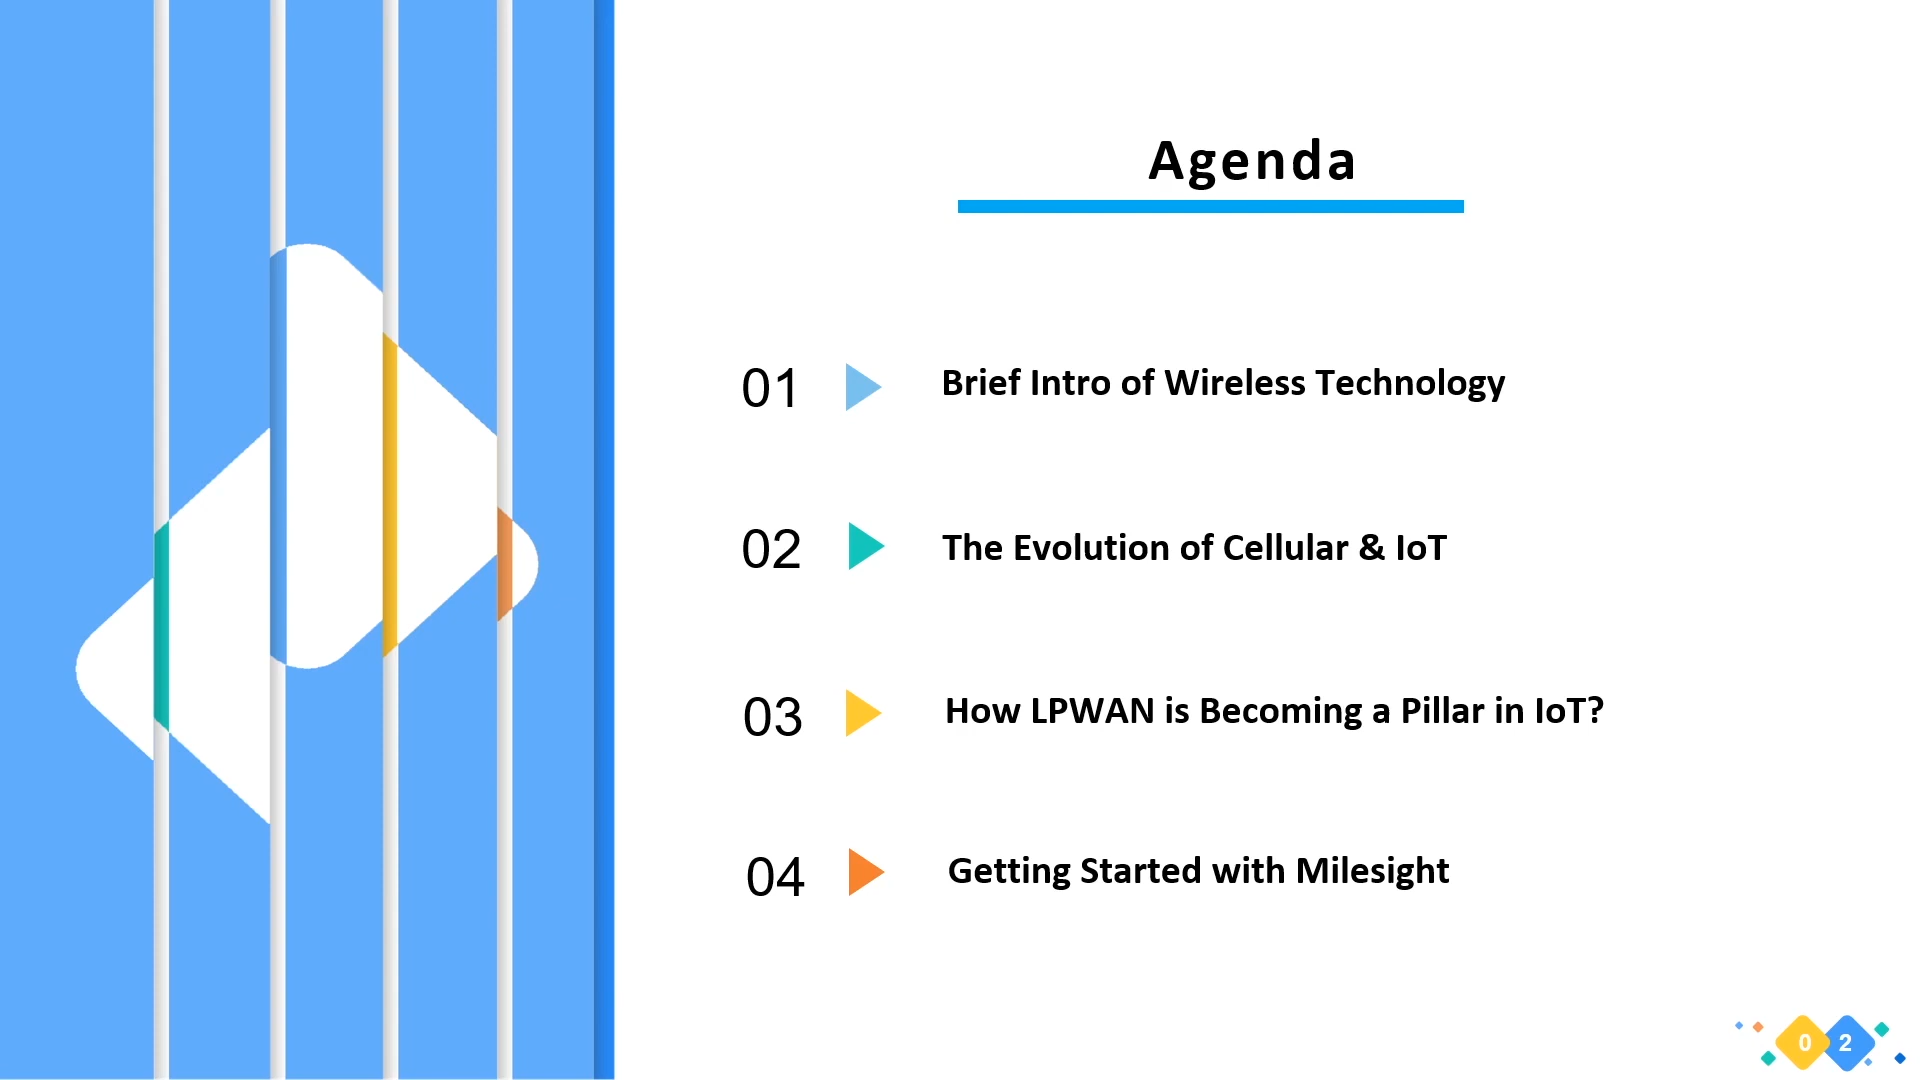 Agenda
01 Brief Intro of Wireless Technology
02 The Evolution of Cellular & IoT
03 How LPWAN is Becoming a Pillar in IoT?
04 Getting Started with Milesight
0 2